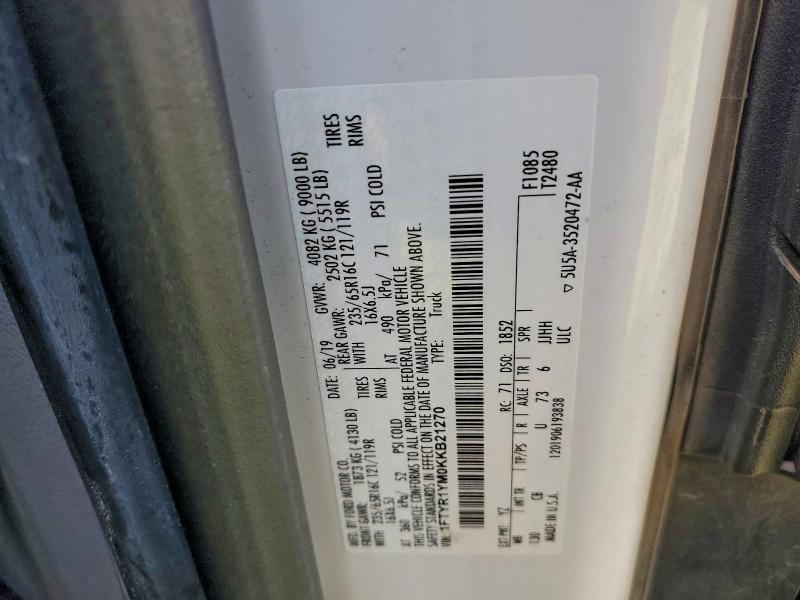 MFD. BY FORD MOTOR CO.
DATE: 06/19 GVWR: 4082 KG ( 9000 LB)
FRONT GAWR: 1873 KG ( 4130 LB) REAR GAWR: 2502 KG ( 5515 LB)
WITH 235/65R16C 121/119R TIRES WITH 235/65R16C 121/119R TIRES
16X6.5J RIMS 16X6.5J RIMS
AT 360 kPa/ 52 PSI COLD AT 490 kPa/ 71 PSI COLD
THIS VEHICLE CONFORMS TO ALL APPLICABLE FEDERAL MOTOR VEHICLE
SAFETY STANDARDS IN EFFECT ON THE DATE OF MANUFACTURE SHOWN ABOVE.
VIN: 1FTYR1YM0KKB21270 TYPE: Truck
EXT PNT: YZ RC: 71 DSO: 1852 F1085
WB INT TR TP/PS R AXLE TR SPR T2480
130 CB U 73 6 JJHH
MADE IN U.S.A. 1201906193838 ULC
▽ 5U5A-3520472-AA